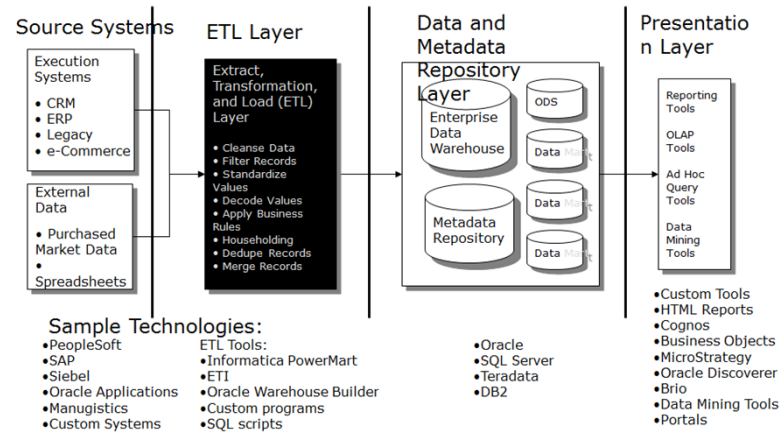 Source Systems
Execution
Systems
• CRM
• ERP
• Legacy
• e-Commerce
External
Data
• Purchased
Market Data
•
Spreadsheets
ETL Layer
Extract,
Transformation,
and Load (ETL)
Layer
• Cleanse Data
• Filter Records
• Standardize
Values
• Decode Values
• Apply Business
Rules
• Householding
• Dedupe Records
• Merge Records
Data and
Metadata
Repository
Layer
Enterprise
Data
Warehouse
Metadata
Repository
ODS
Data Mart
Data Mart
Data Mart
Presentatio
n Layer
Reporting
Tools
OLAP
Tools
Ad Hoc
Query
Tools
Data
Mining
Tools
Sample Technologies:
•PeopleSoft
•SAP
•Siebel
•Oracle Applications
•Manugistics
•Custom Systems
ETL Tools:
•Informatica PowerMart
•ETI
•Oracle Warehouse Builder
•Custom programs
•SQL scripts
•Oracle
•SQL Server
•Teradata
•DB2
•Custom Tools
•HTML Reports
•Cognos
•Business Objects
•MicroStrategy
•Oracle Discoverer
•Brio
•Data Mining Tools
•Portals